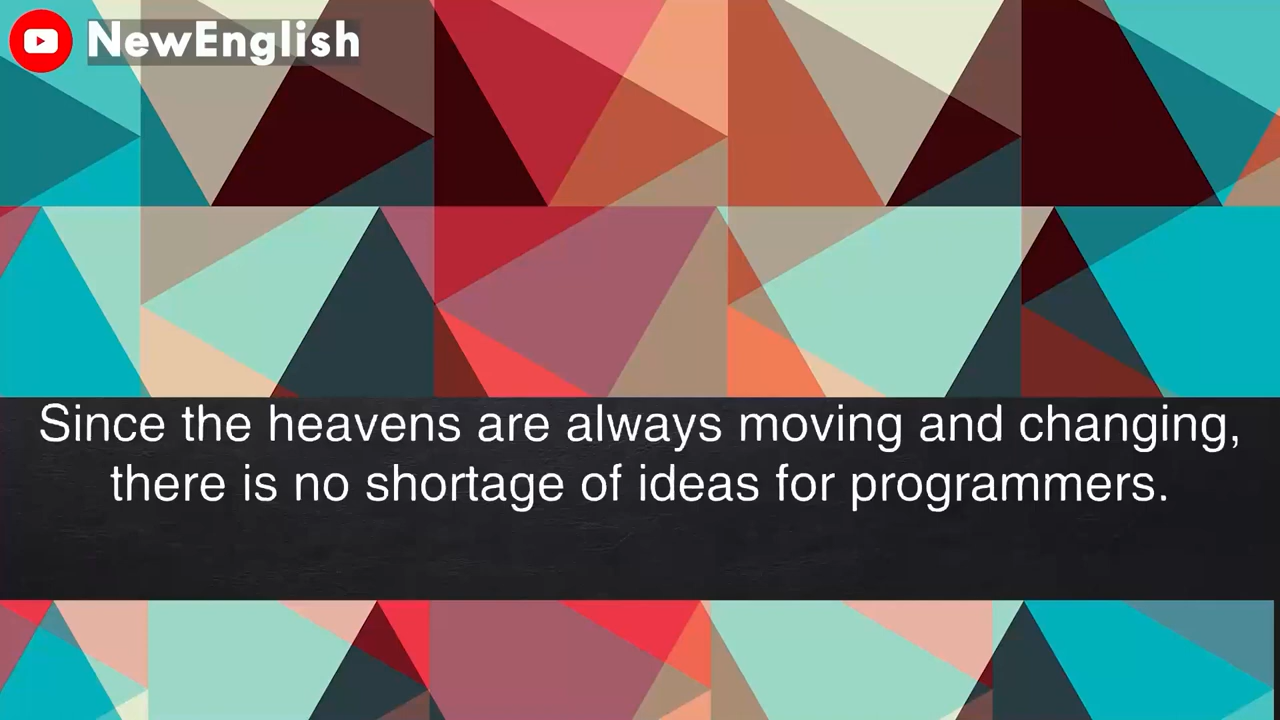 NewEnglish
Since the heavens are always moving and changing,
there is no shortage of ideas for programmers.